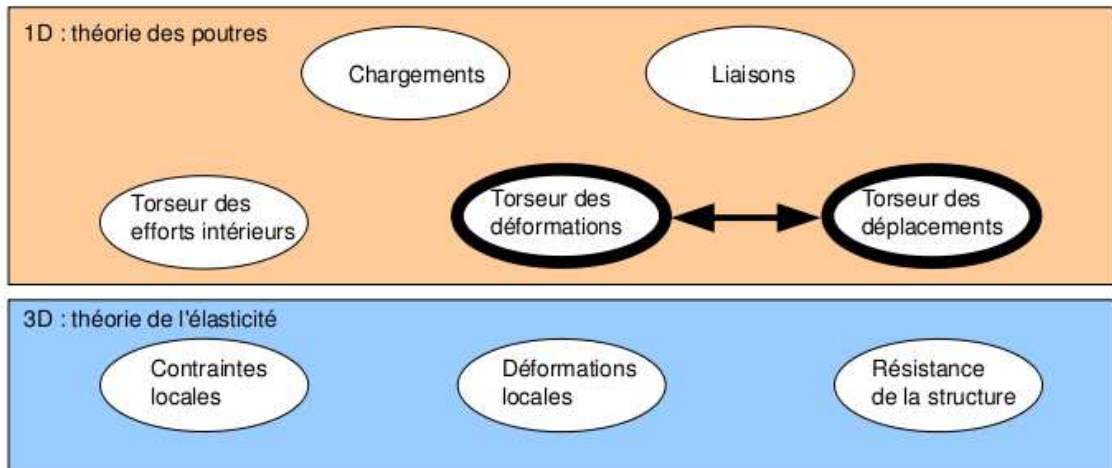 1D : théorie des poutres
Chargements
Liaisons
Torseur des
efforts intérieurs
Torseur des
déformations
Torseur des
déplacements
3D : théorie de l'élasticité
Contraintes
locales
Déformations
locales
Résistance
de la structure